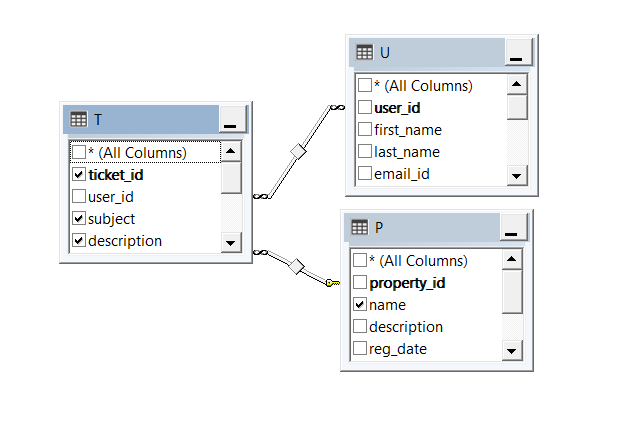 T
* (All Columns)
ticket_id
user_id
subject
description
U
* (All Columns)
user_id
first_name
last_name
email_id
P
* (All Columns)
property_id
name
description
reg_date